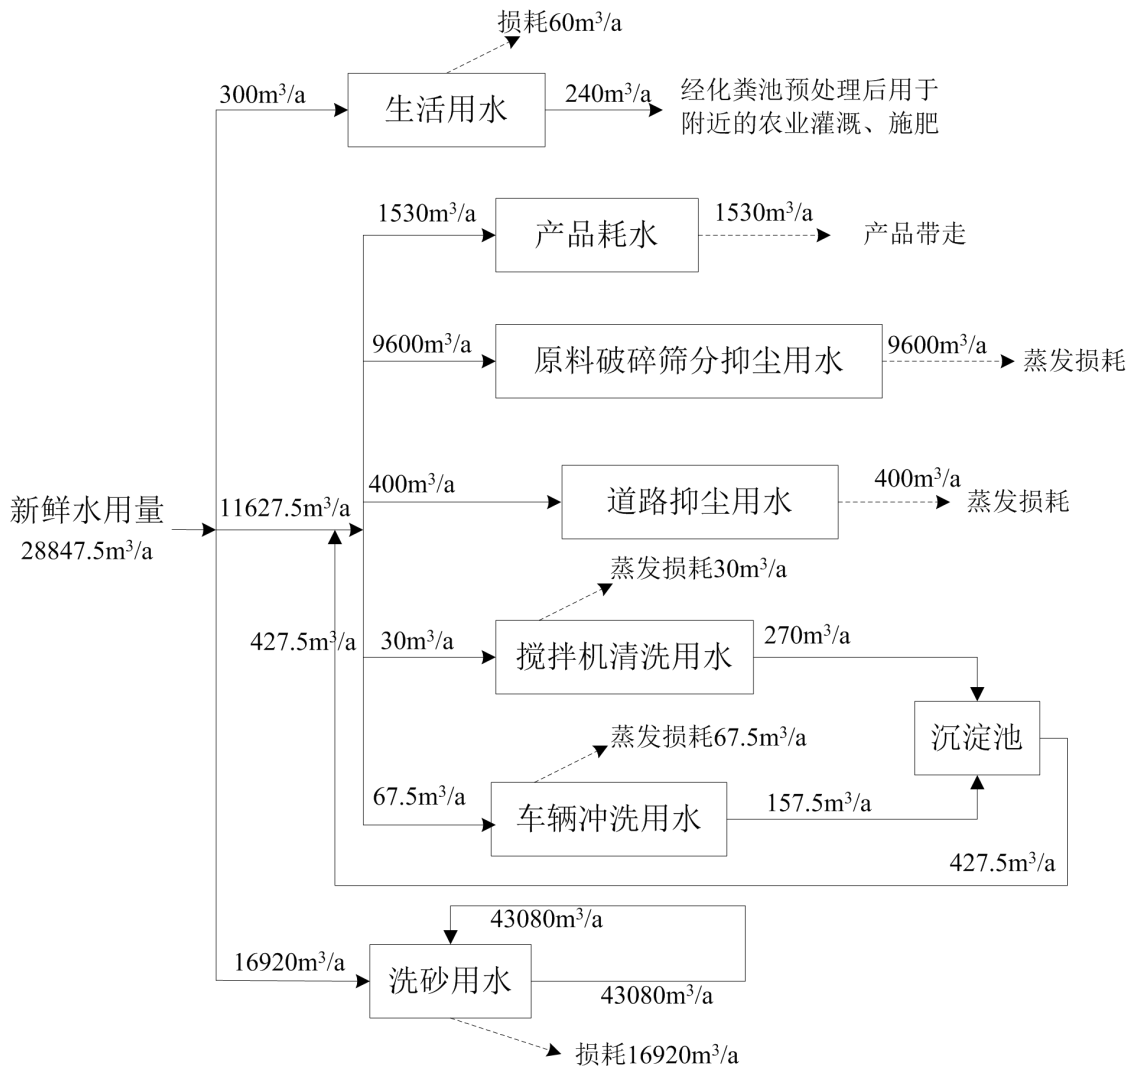 损耗60m³/a
300m³/a
生活用水
240m³/a
经化粪池预处理后用于
附近的农业灌溉、施肥
1530m³/a
产品耗水
1530m³/a
产品带走
9600m³/a
原料破碎筛分抑尘用水
9600m³/a
蒸发损耗
400m³/a
道路抑尘用水
400m³/a
蒸发损耗
新鲜水用量
28847.5m³/a
11627.5m³/a
蒸发损耗30m³/a
427.5m³/a
30m³/a
搅拌机清洗用水
270m³/a
沉淀池
蒸发损耗67.5m³/a
67.5m³/a
车辆冲洗用水
157.5m³/a
427.5m³/a
43080m³/a
16920m³/a
洗砂用水
43080m³/a
损耗16920m³/a